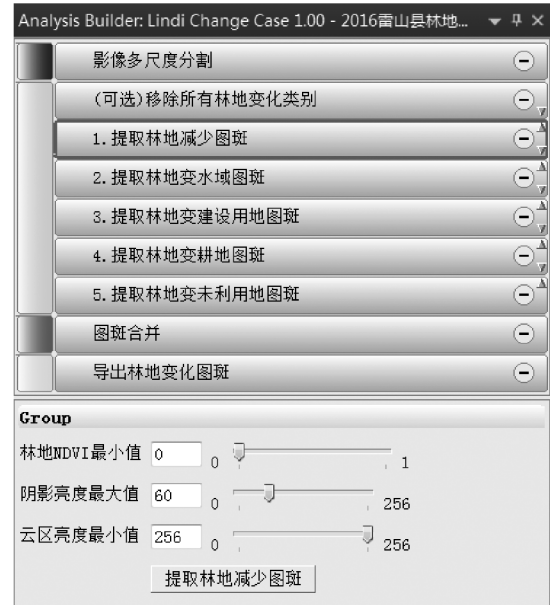 Analysis Builder: Lindi Change Case 1.00 - 2016雷山县林地...
影像多尺度分割
(可选)移除所有林地变化类别
1. 提取林地减少图斑
2. 提取林地变水域图斑
3. 提取林地变建设用地图斑
4. 提取林地变耕地图斑
5. 提取林地变未利用地图斑
图斑合并
导出林地变化图斑
Group
林地NDVI最小值 0 0 1
阴影亮度最大值 60 0 256
云区亮度最小值 256 0 256
提取林地减少图斑